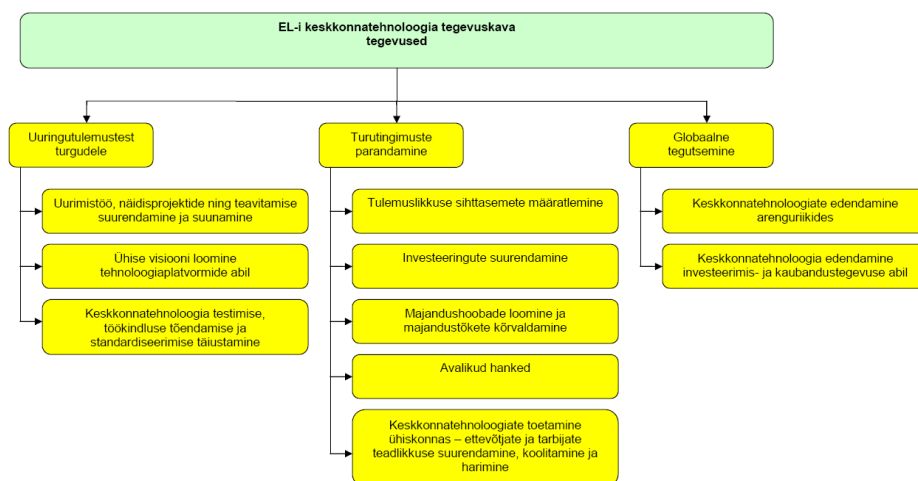 EL-i keskkonnatehnoloogia tegevuskava
tegevused
Uuringutulemustest
turgudele
Turutingimuste
parandamine
Globaalne
tegutsemine
Uurimistöö, näidisprojektide ning teavitamise
suurendamine ja suunamine
Ühise visiooni loomine
tehnoloogiaplatvormide abil
Keskkonnatehnoloogia testimise,
töökindluse tõendamise ja
standardiseerimise täiustamine
Tulemuslikkuse sihttasemete määratlemine
Investeeringute suurendamine
Majandushoobade loomine ja
majandustõkete kõrvaldamine
Avalikud hanked
Keskkonnatehnoloogiate toetamine
ühiskonnas – ettevõtjate ja tarbijate
teadlikkuse suurendamine, koolitamine ja
harimine
Keskkonnatehnoloogiate edendamine
arenguriikides
Keskkonnatehnoloogia edendamine
investeerimis- ja kaubandustegevuse abil